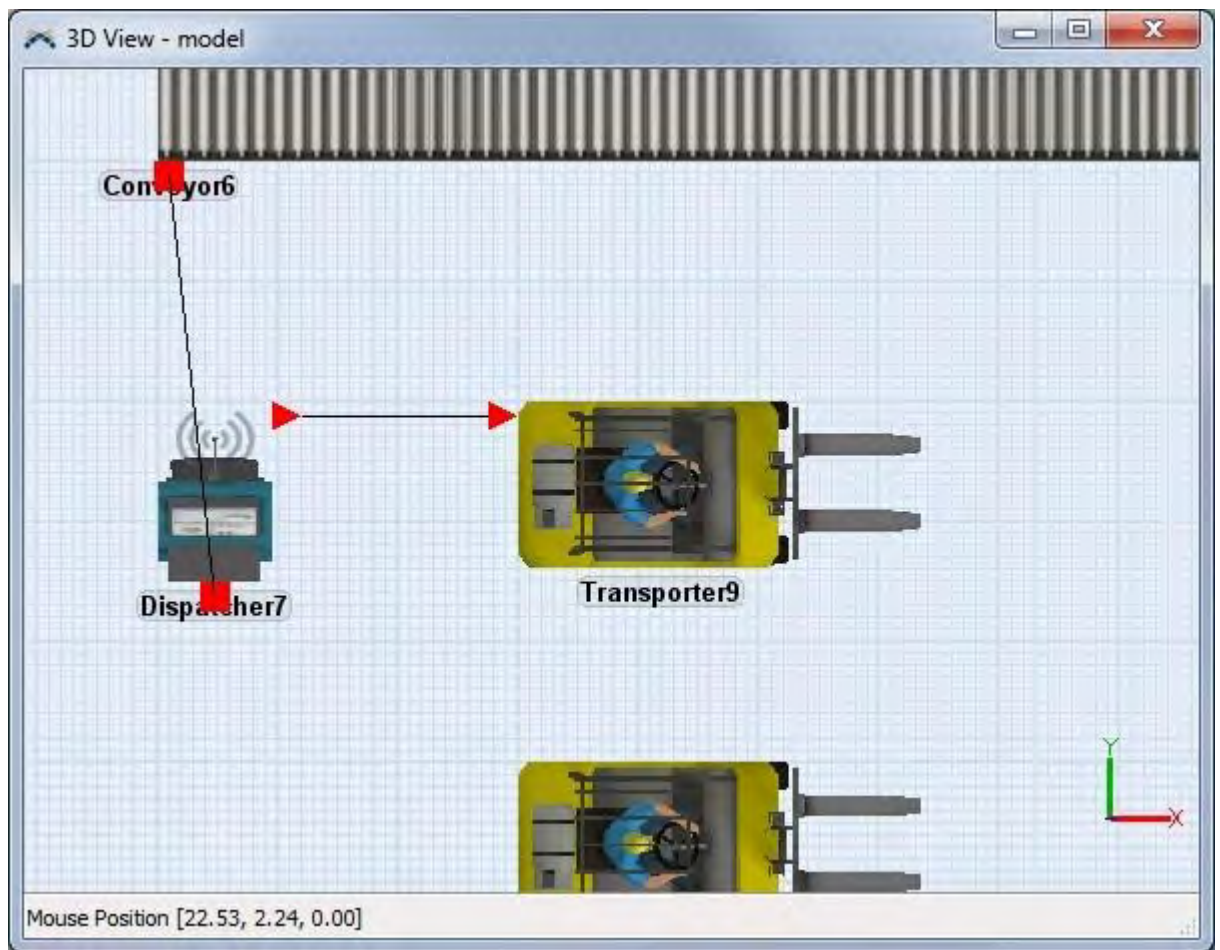 3D View - model
Conveyor6
Dispatcher7
Transporter9
Y
X
Mouse Position [22.53, 2.24, 0.00]